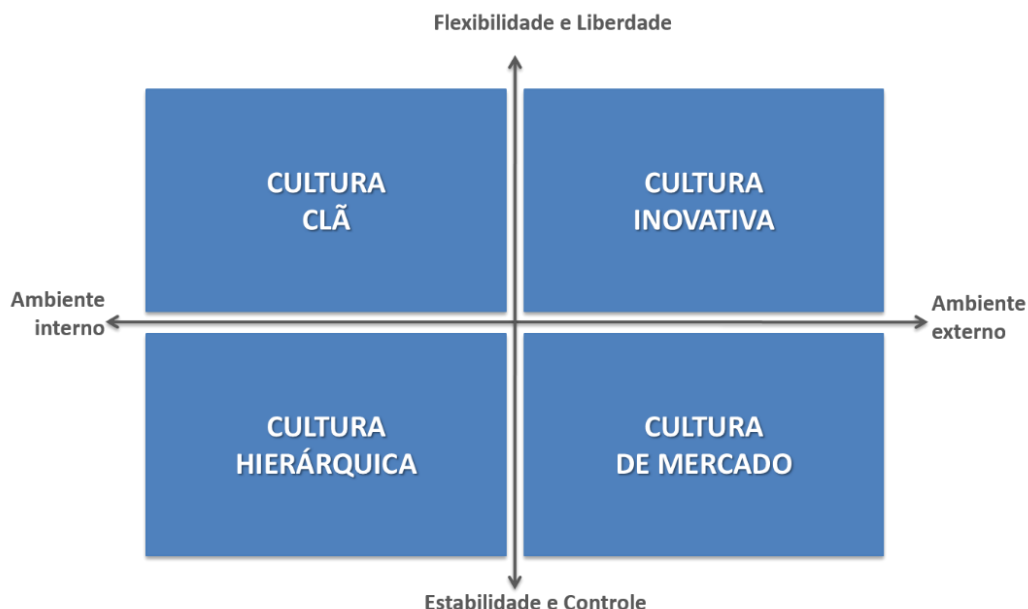 Flexibilidade e Liberdade
CULTURA
CLÃ
CULTURA
INOVATIVA
Ambiente
interno
Ambiente
externo
CULTURA
HIERÁRQUICA
CULTURA
DE MERCADO
Estabilidade e Controle